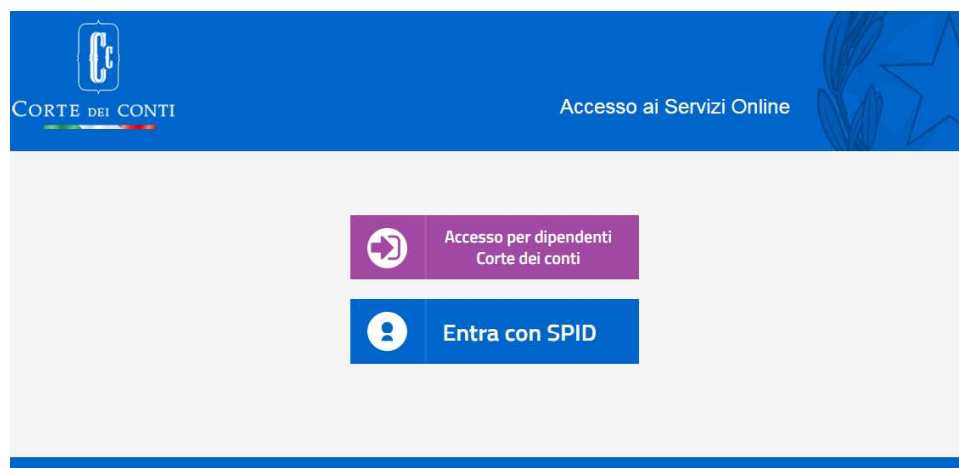 CORTE DEI CONTI
Accesso ai Servizi Online
Accesso per dipendenti
Corte dei conti
Entra con SPID